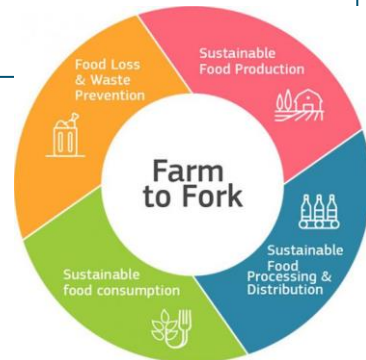 Food Loss
& Waste
Prevention
Sustainable
Food Production
Farm
to Fork
Sustainable
Food
Processing &
Distribution
Sustainable
food consumption